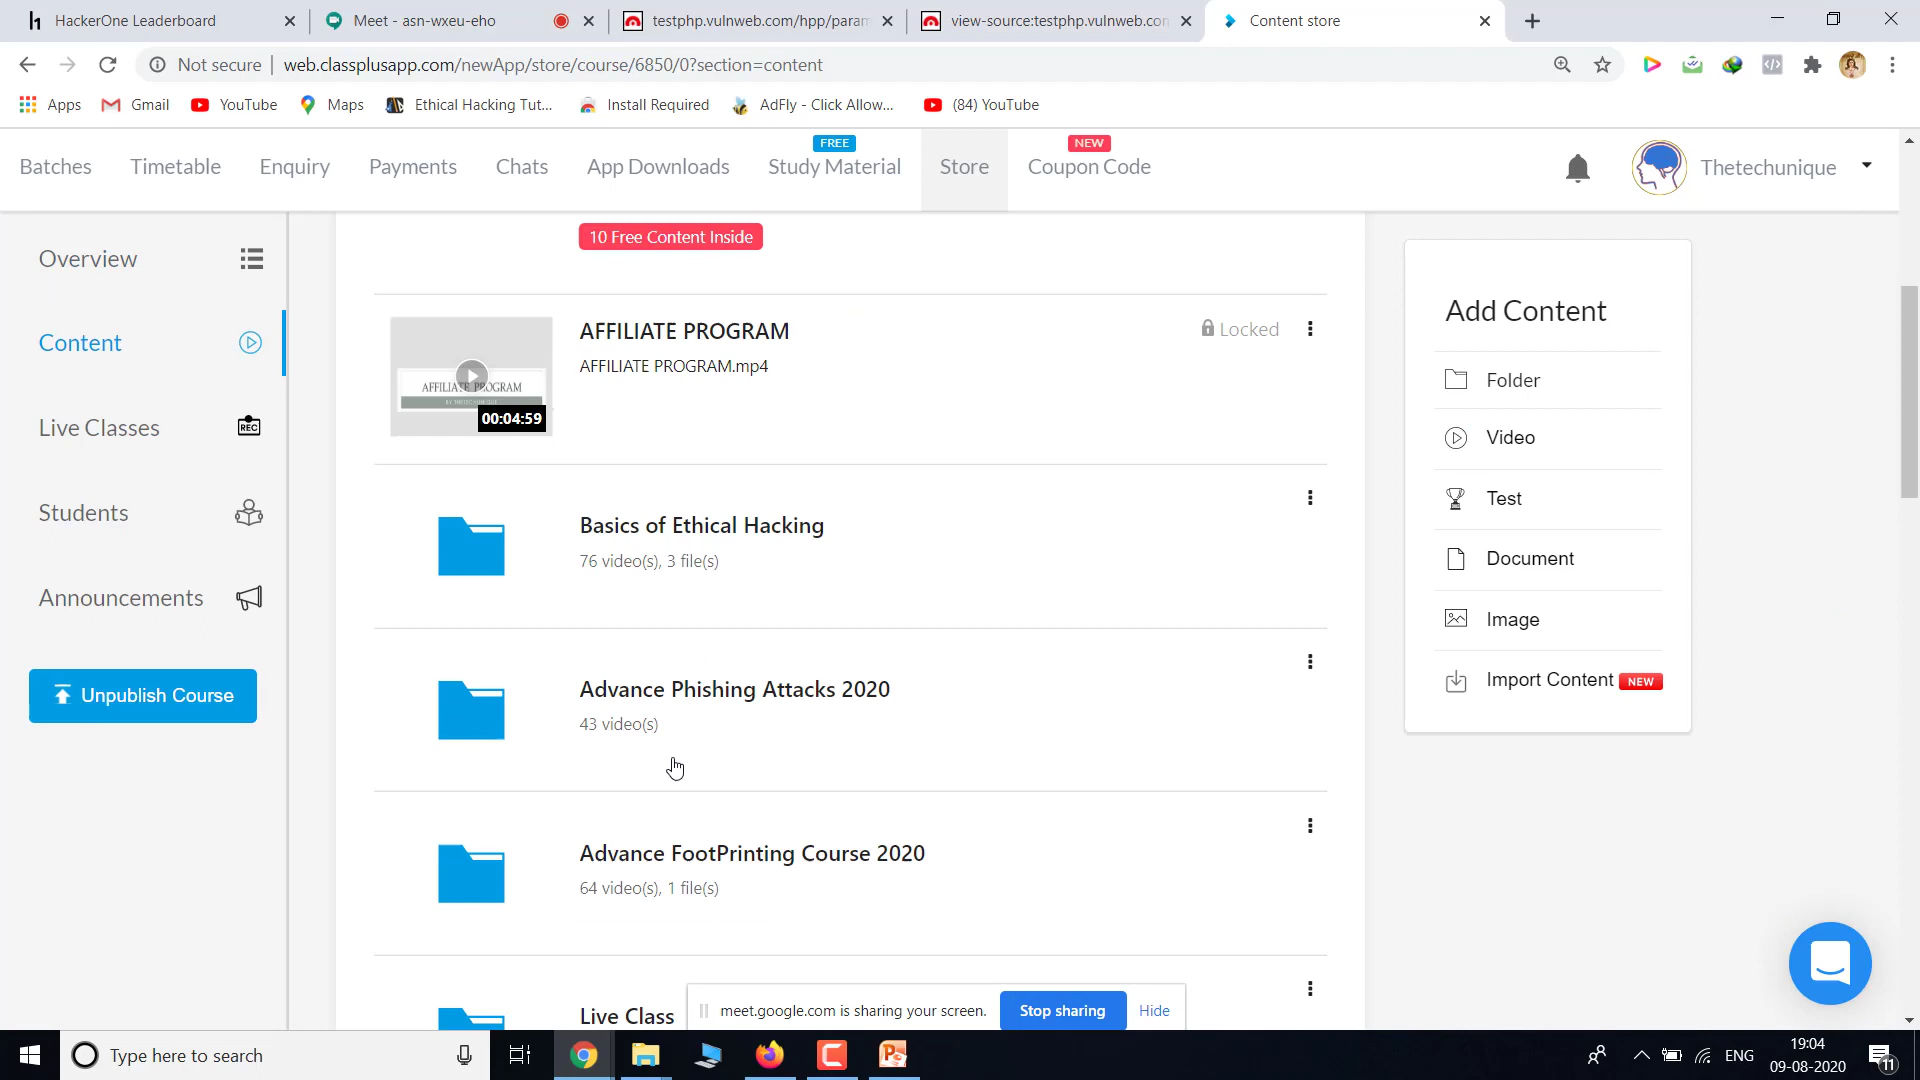 HackerOne Leaderboard
Meet - asn-wxeu-eho
testphp.vulnweb.com/hpp/param
view-source:testphp.vulnweb.com
Content store
Not secure | web.classplusapp.com/newApp/store/course/6850/0?section=content
Apps
Gmail
YouTube
Maps
Ethical Hacking Tut...
Install Required
AdFly - Click Allow...
(84) YouTube
FREE
NEW
Batches
Timetable
Enquiry
Payments
Chats
App Downloads
Study Material
Store
Coupon Code
Thetechunique
Overview
Content
Live Classes
REC
Students
Announcements
Unpublish Course
10 Free Content Inside
AFFILIATE PROGRAM
BY THETECHUNIQUE
00:04:59
AFFILIATE PROGRAM
AFFILIATE PROGRAM.mp4
Locked
Basics of Ethical Hacking
76 video(s), 3 file(s)
Advance Phishing Attacks 2020
43 video(s)
Advance FootPrinting Course 2020
64 video(s), 1 file(s)
Live Class
Add Content
Folder
Video
Test
Document
Image
Import Content NEW
meet.google.com is sharing your screen.
Stop sharing
Hide
Type here to search
ENG
19:04
09-08-2020
11